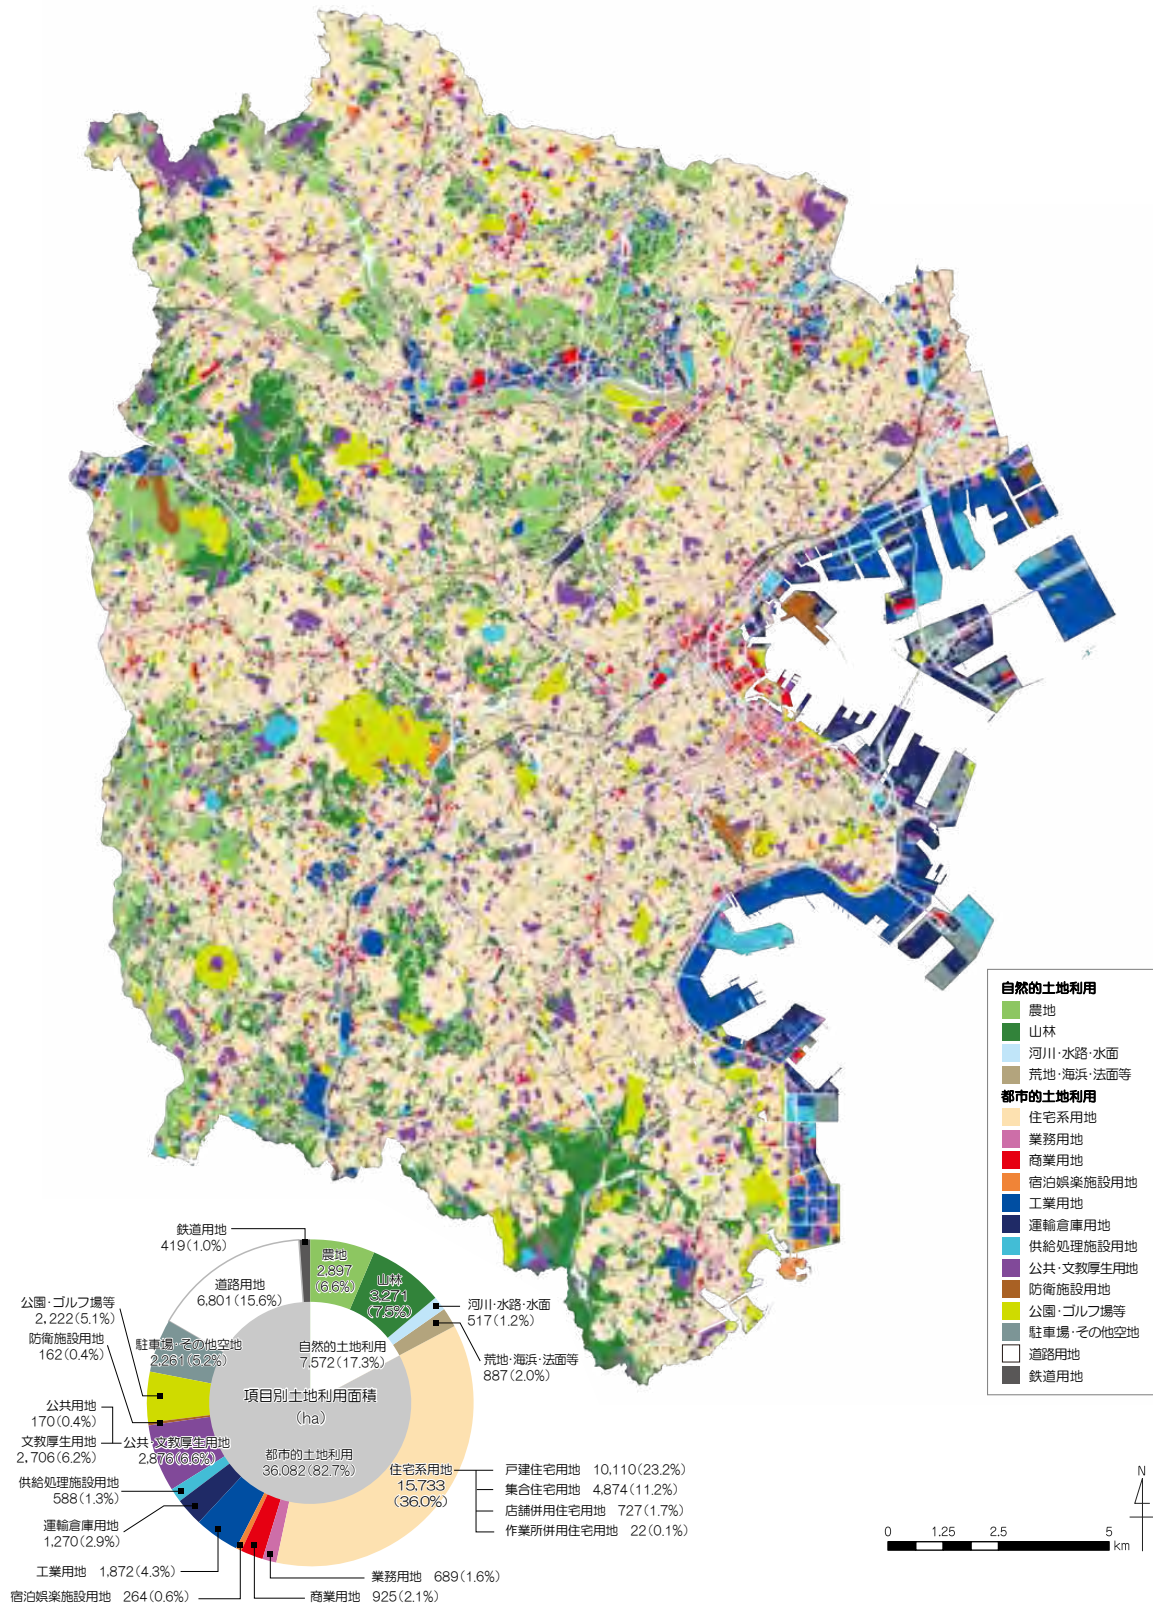 自然的土地利用
農地
山林
河川・水路・水面
荒地・海浜・法面等
都市的土地利用
住宅系用地
業務用地
商業用地
宿泊娯楽施設用地
工業用地
運輸倉庫用地
供給処理施設用地
公共・文教厚生用地
防衛施設用地
公園・ゴルフ場等
駐車場・その他空地
道路用地
鉄道用地
鉄道用地
419(1.0%)
農地
2,897
(6.6%)
山林
3,271
(7.5%)
河川・水路・水面
517(1.2%)
荒地・海浜・法面等
887(2.0%)
道路用地
6,801(15.6%)
公園・ゴルフ場等
2,222(5.1%)
防衛施設用地
162(0.4%)
駐車場・その他空地
2,261(5.2%)
自然的土地利用
7,572(17.3%)
項目別土地利用面積
(ha)
都市的土地利用
36,082(82.7%)
公共用地
170(0.4%)
文教厚生用地
2,706(6.2%)
公共・文教厚生用地
2,876(6.6%)
供給処理施設用地
588(1.3%)
運輸倉庫用地
1,270(2.9%)
工業用地 1,872(4.3%)
宿泊娯楽施設用地 264(0.6%)
商業用地 925(2.1%)
業務用地 689(1.6%)
住宅系用地
15,733
(36.0%)
戸建住宅用地 10,110(23.2%)
集合住宅用地 4,874(11.2%)
店舗併用住宅用地 727(1.7%)
作業所併用住宅用地 22(0.1%)
N
0 1.25 2.5 5
km